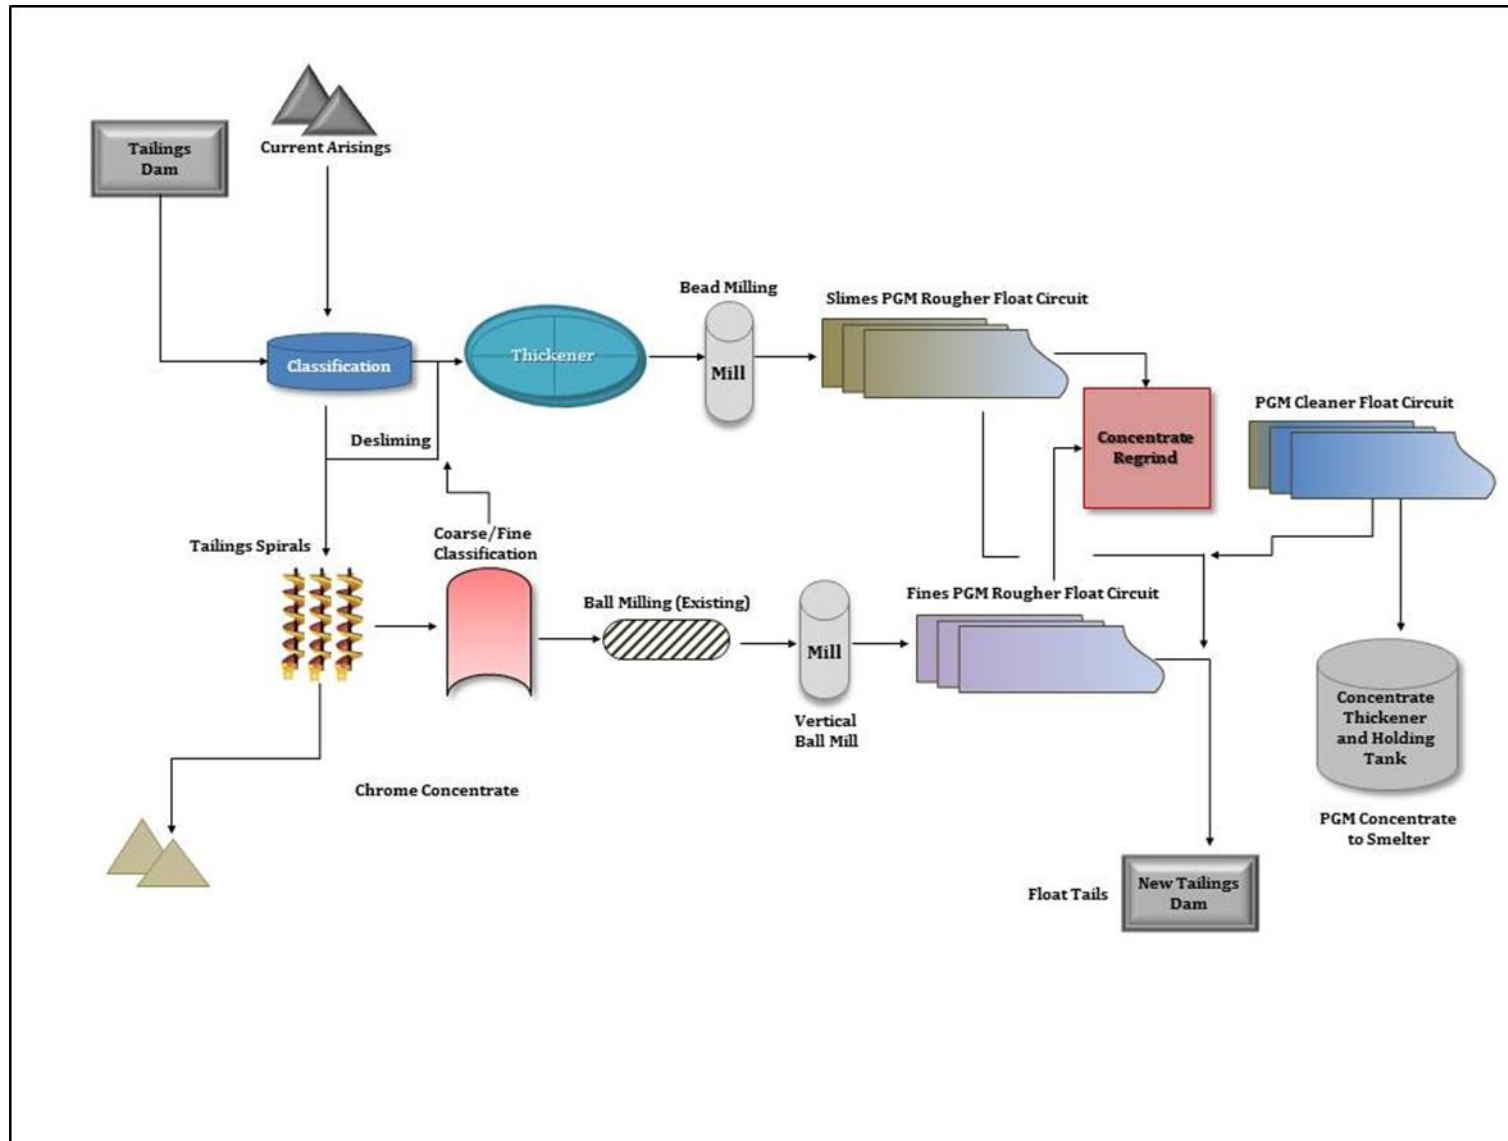 Tailings
Dam
Current Arisings
Classification
Thickener
Bead Milling
Mill
Slimes PGM Rougher Float Circuit
Concentrate
Regrind
PGM Cleaner Float Circuit
Desliming
Tailings Spirals
Coarse/Fine
Classification
Ball Milling (Existing)
Mill
Vertical
Ball Mill
Fines PGM Rougher Float Circuit
Concentrate
Thickener
and Holding
Tank
PGM Concentrate
to Smelter
Chrome Concentrate
Float Tails
New Tailings
Dam